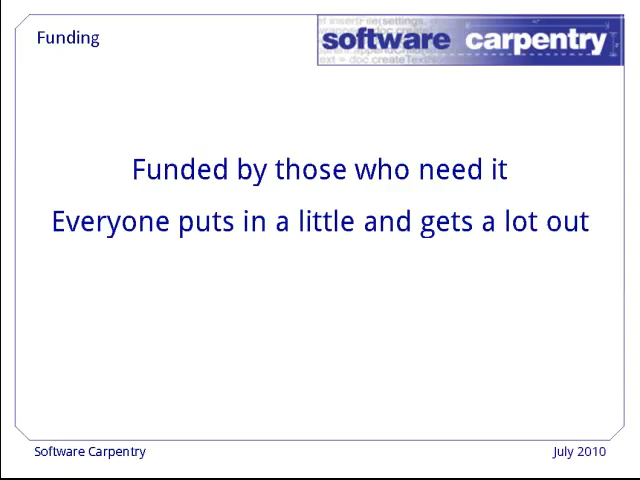 Funding
software carpentry
Funded by those who need it
Everyone puts in a little and gets a lot out
Software Carpentry
July 2010